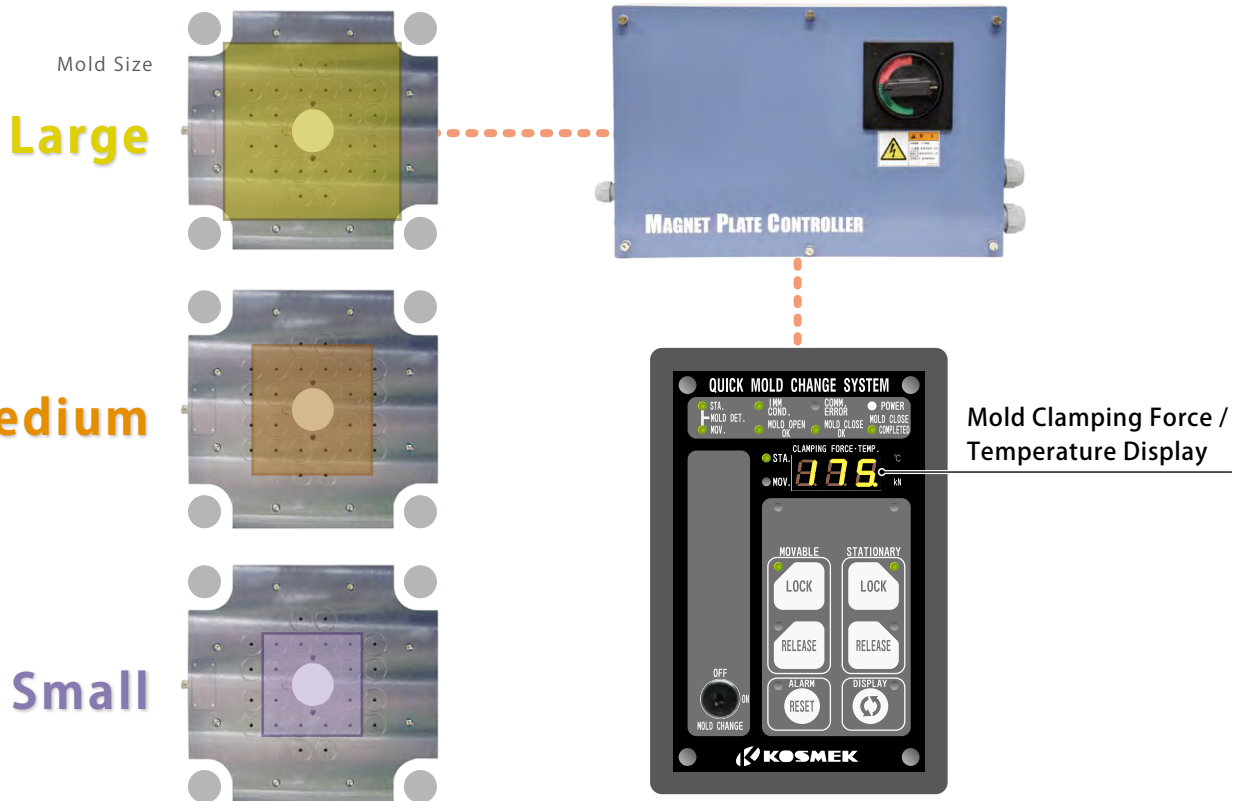 Mold Size
Large
edium
Small
MAGNET PLATE CONTROLLER
QUICK MOLD CHANGE SYSTEM
STA.
MOLD DET.
MOV.
IMM COND.
MOLD OPEN OK
COMM. ERROR
MOLD CLOSE OK
POWER
MOLD CLOSE COMPLETED
CLAMPING FORCE・TEMP.
STA.
MOV.
175.
℃
kN
Mold Clamping Force /
Temperature Display
MOVABLE
STATIONARY
LOCK
LOCK
RELEASE
RELEASE
OFF
ON
MOLD CHANGE
ALARM
RESET
DISPLAY
KOSMEK